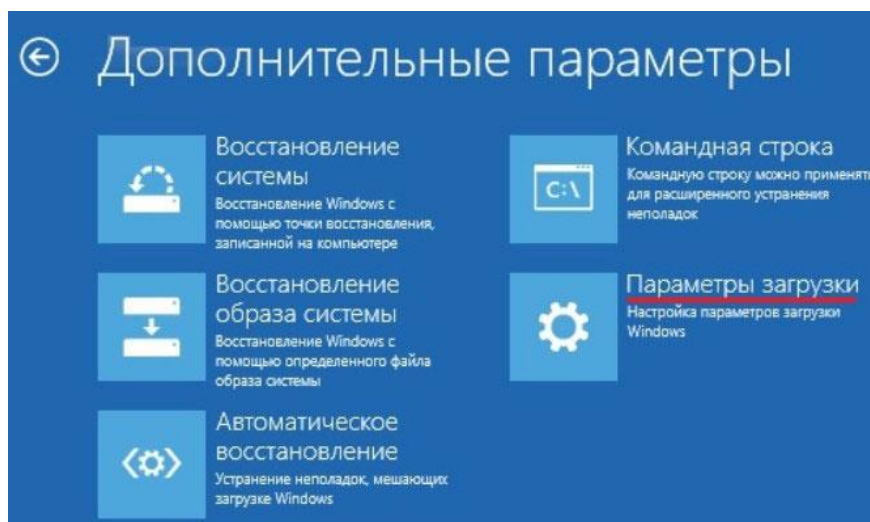 Дополнительные параметры
Восстановление
системы
Восстановление Windows с
помощью точки восстановления,
записанной на компьютере
Восстановление
образа системы
Восстановление Windows с
помощью определенного файла
образа системы
Автоматическое
восстановление
Устранение неполадок, мешающих
загрузке Windows
Командная строка
Командную строку можно применять
для расширенного устранения
неполадок
C:\
Параметры загрузки
Настройка параметров загрузки
Windows